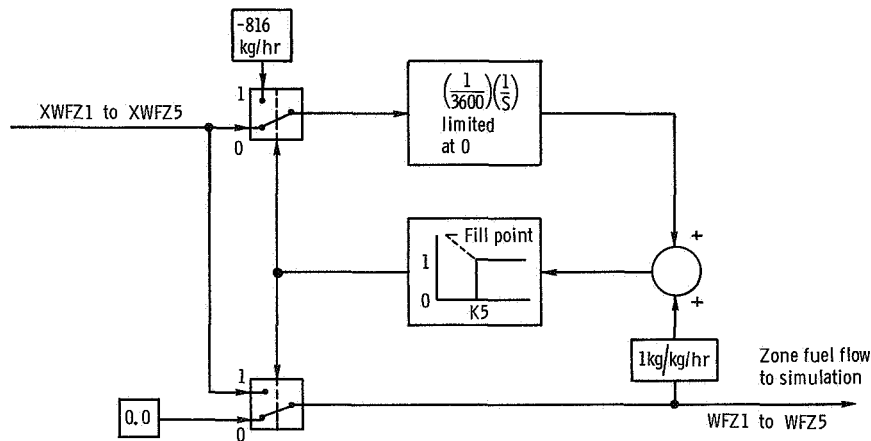 -816
kg/hr
1
XWFZ1 to XWFZ5
0
(1/3600)(1/S)
limited
at 0
+
Fill point
1
0
K5
+
1kg/kg/hr
Zone fuel flow
to simulation
1
0.0
0
WFZ1 to WFZ5